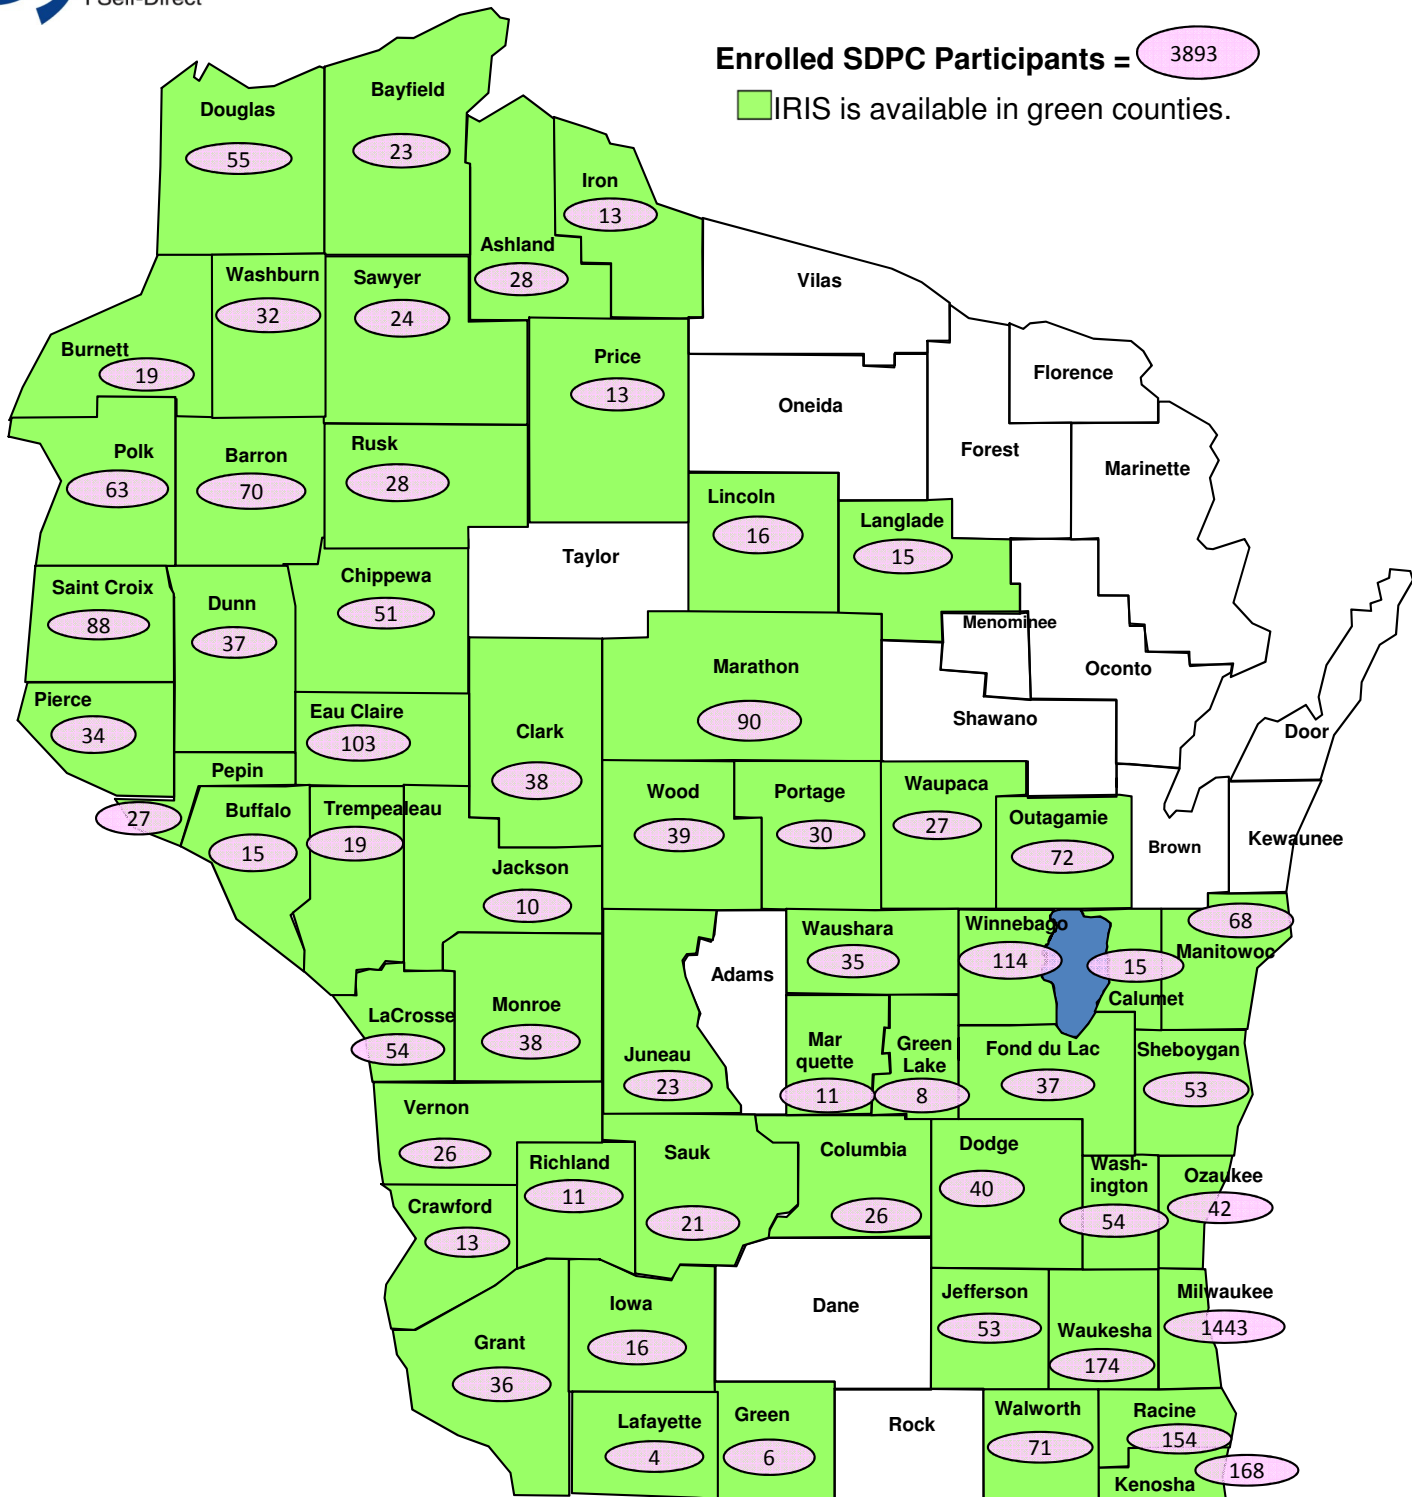 I Self-Direct
Enrolled SDPC Participants = 3893
IRIS is available in green counties.
Douglas
55
Bayfield
23
Iron
13
Ashland
28
Vilas
Washburn
32
Sawyer
24
Burnett
19
Price
13
Florence
Oneida
Forest
Marinette
Polk
63
Barron
70
Rusk
28
Lincoln
16
Langlade
15
Taylor
Saint Croix
88
Dunn
37
Chippewa
51
Menominee
Oconto
Marathon
90
Shawano
Door
Pierce
34
Eau Claire
103
Clark
38
Pepin
27
Buffalo
15
Trempealeau
19
Wood
39
Portage
30
Waupaca
27
Outagamie
72
Brown
Kewaunee
Jackson
10
Adams
Waushara
35
Winnebago
114
15
Calumet
68
Manitowoc
LaCrosse
54
Monroe
38
Juneau
23
Mar
quette
11
Green
Lake
8
Fond du Lac
37
Sheboygan
53
Vernon
26
Richland
11
Sauk
21
Columbia
26
Dodge
40
Wash-
ington
54
Ozaukee
42
Crawford
13
Iowa
16
Dane
Jefferson
53
Waukesha
174
Milwaukee
1443
Grant
36
Lafayette
4
Green
6
Rock
Walworth
71
Racine
154
Kenosha
168